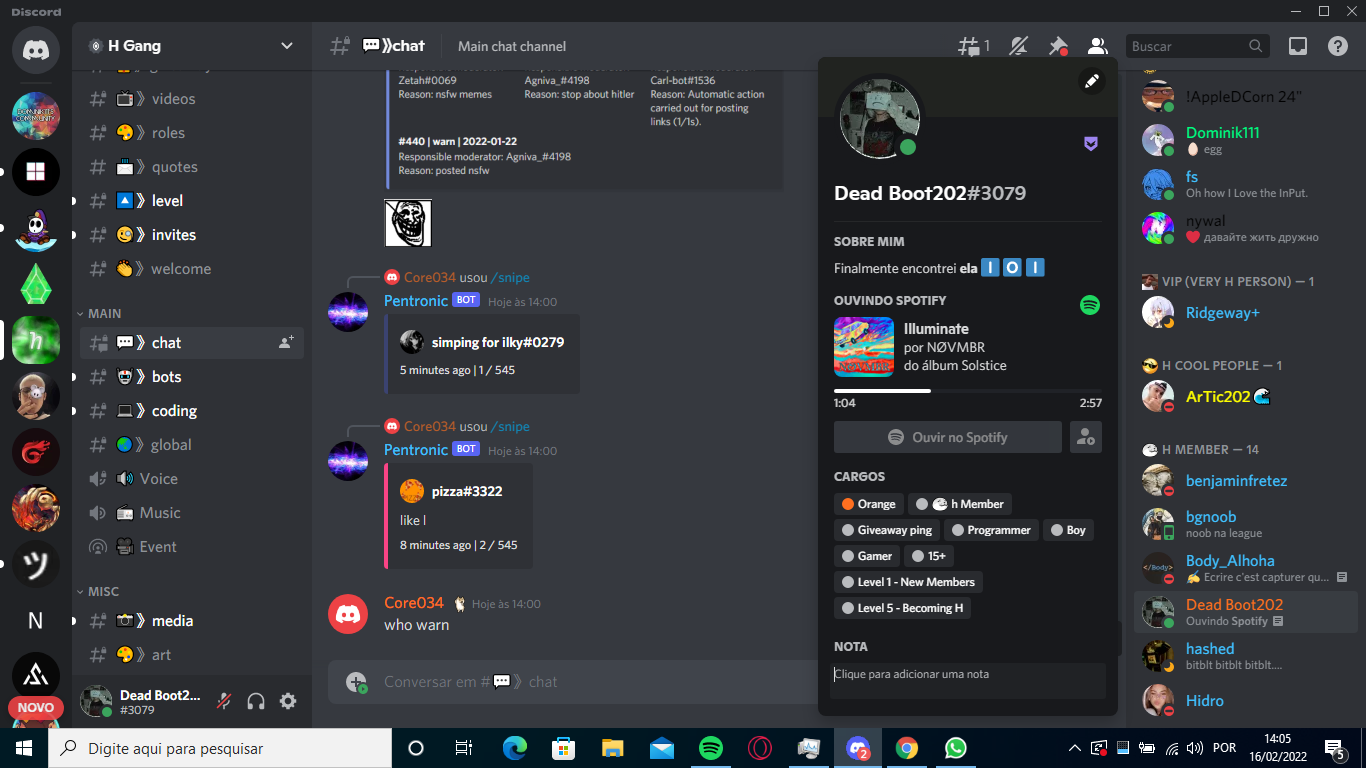 Discord
H Gang
videos
roles
quotes
level
invites
welcome
MAIN
chat
bots
coding
global
Voice
Music
Event
MISC
media
art
NOVO
Dead Boot2...
#3079
chat
Main chat channel
1
Buscar
Zetah#0069
Reason: nsfw memes
Agniva_#4198
Reason: stop about hitler
Carl-bot#1536
Reason: Automatic action
carried out for posting
links (1/1s).
#440 | warn | 2022-01-22
Responsible moderator: Agniva_#4198
Reason: posted nsfw
Core034 usou /snipe
Pentronic BOT Hoje às 14:00
simping for ilky#0279
5 minutes ago | 1 / 545
Core034 usou /snipe
Pentronic BOT Hoje às 14:00
pizza#3322
like l
8 minutes ago | 2 / 545
Core034 Hoje às 14:00
who warn
Conversar em #💬》chat
Dead Boot202#3079
SOBRE MIM
Finalmente encontrei ela I O I
OUVINDO SPOTIFY
Illuminate
por NØVMBR
do álbum Solstice
1:04 2:57
Ouvir no Spotify
CARGOS
Orange h Member
Giveaway ping Programmer Boy
Gamer 15+
Level 1 - New Members
Level 5 - Becoming H
NOTA
Clique para adicionar uma nota
!AppleDCorn 24"
Dominik111
egg
fs
Oh how I Love the InPut.
nywal
давайте жить дружно
VIP (VERY H PERSON) — 1
Ridgeway+
H COOL PEOPLE — 1
ArTic202
H MEMBER — 14
benjaminfretez
bgnoob
noob na league
</Body>
Body_Alhoha
Ecrire c'est capturer qu...
Dead Boot202
Ouvindo Spotify
hashed
bitblt bitblt bitblt....
Hidro
Digite aqui para pesquisar
2
POR
14:05
16/02/2022
5